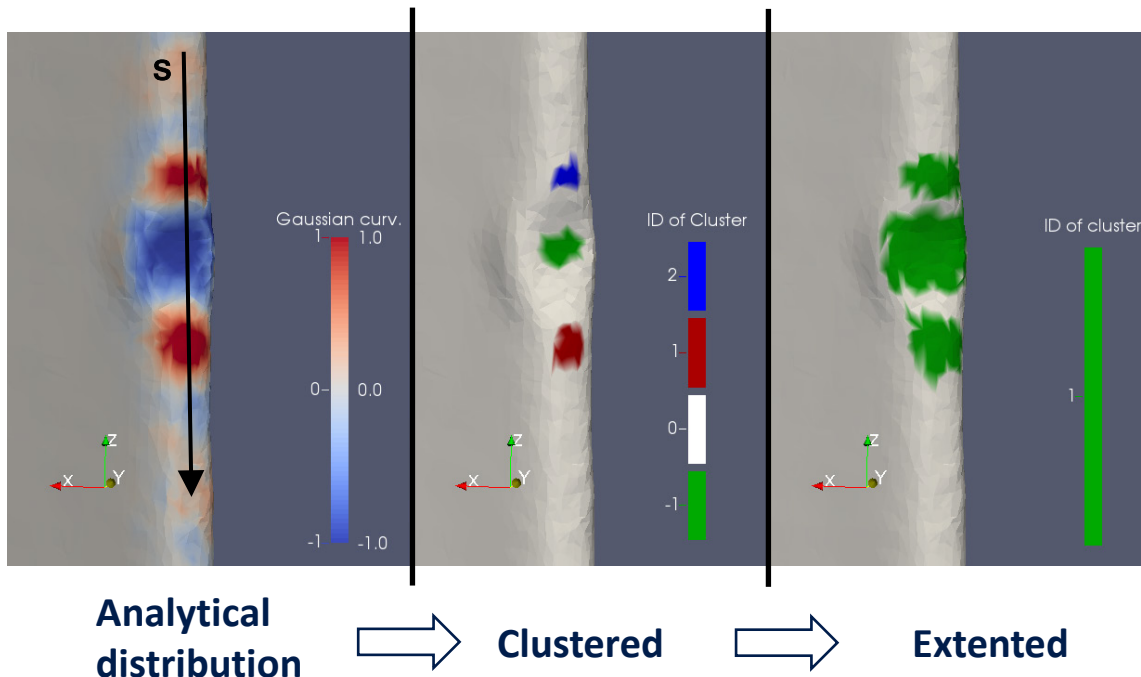 S
Gaussian curv.
1 1.0
0 0.0
-1 -1.0
Z
X Y
ID of Cluster
2
1
0
-1
Z
X Y
ID of cluster
1
Z
X Y
Analytical
distribution
Clustered
Extented